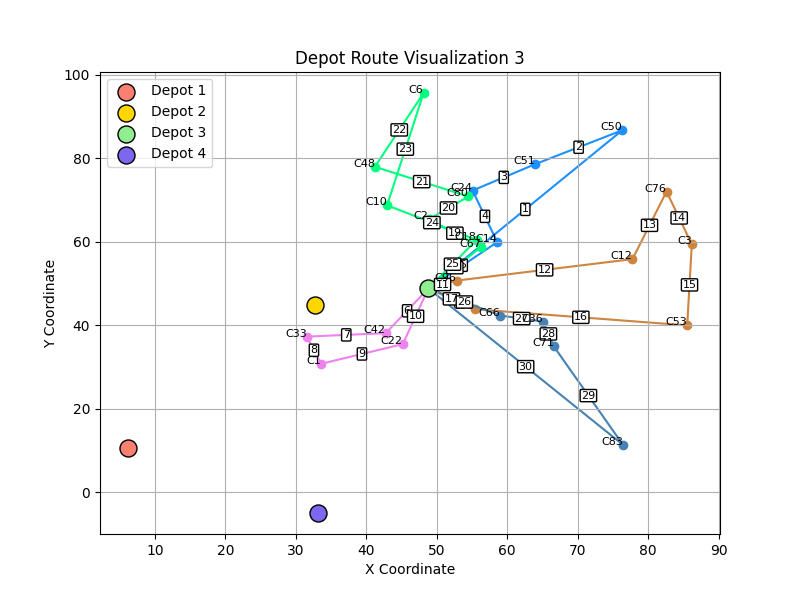 Depot Route Visualization 3
Depot 1
Depot 2
Depot 3
Depot 4
Y Coordinate
100
80
60
40
20
0
10
20
30
40
50
60
70
80
90
X Coordinate
C6
C48
C10
C2
C24
C80
C51
C50
C18
C14
C67
C76
C3
C12
C53
C66
C36
C71
C83
C33
C42
C22
C1
1
2
3
4
6
7
8
9
10
11
12
13
14
15
16
17
19
20
21
22
23
24
25
26
27
28
29
30